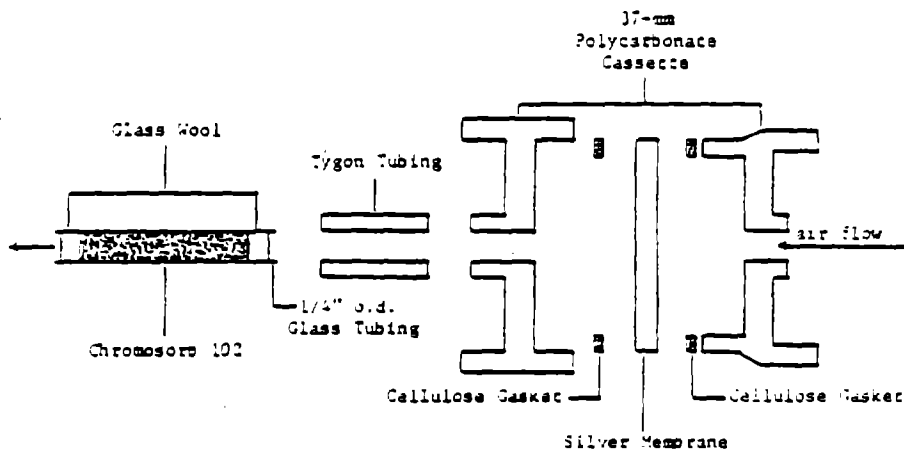 37-mm
Polycarbonate
Cassette
Glass Wool
Tygon Tubing
air flow
1/4" o.d.
Glass Tubing
Chromosorb 102
Cellulose Gasket
Cellulose Gasket
Silver Membrane